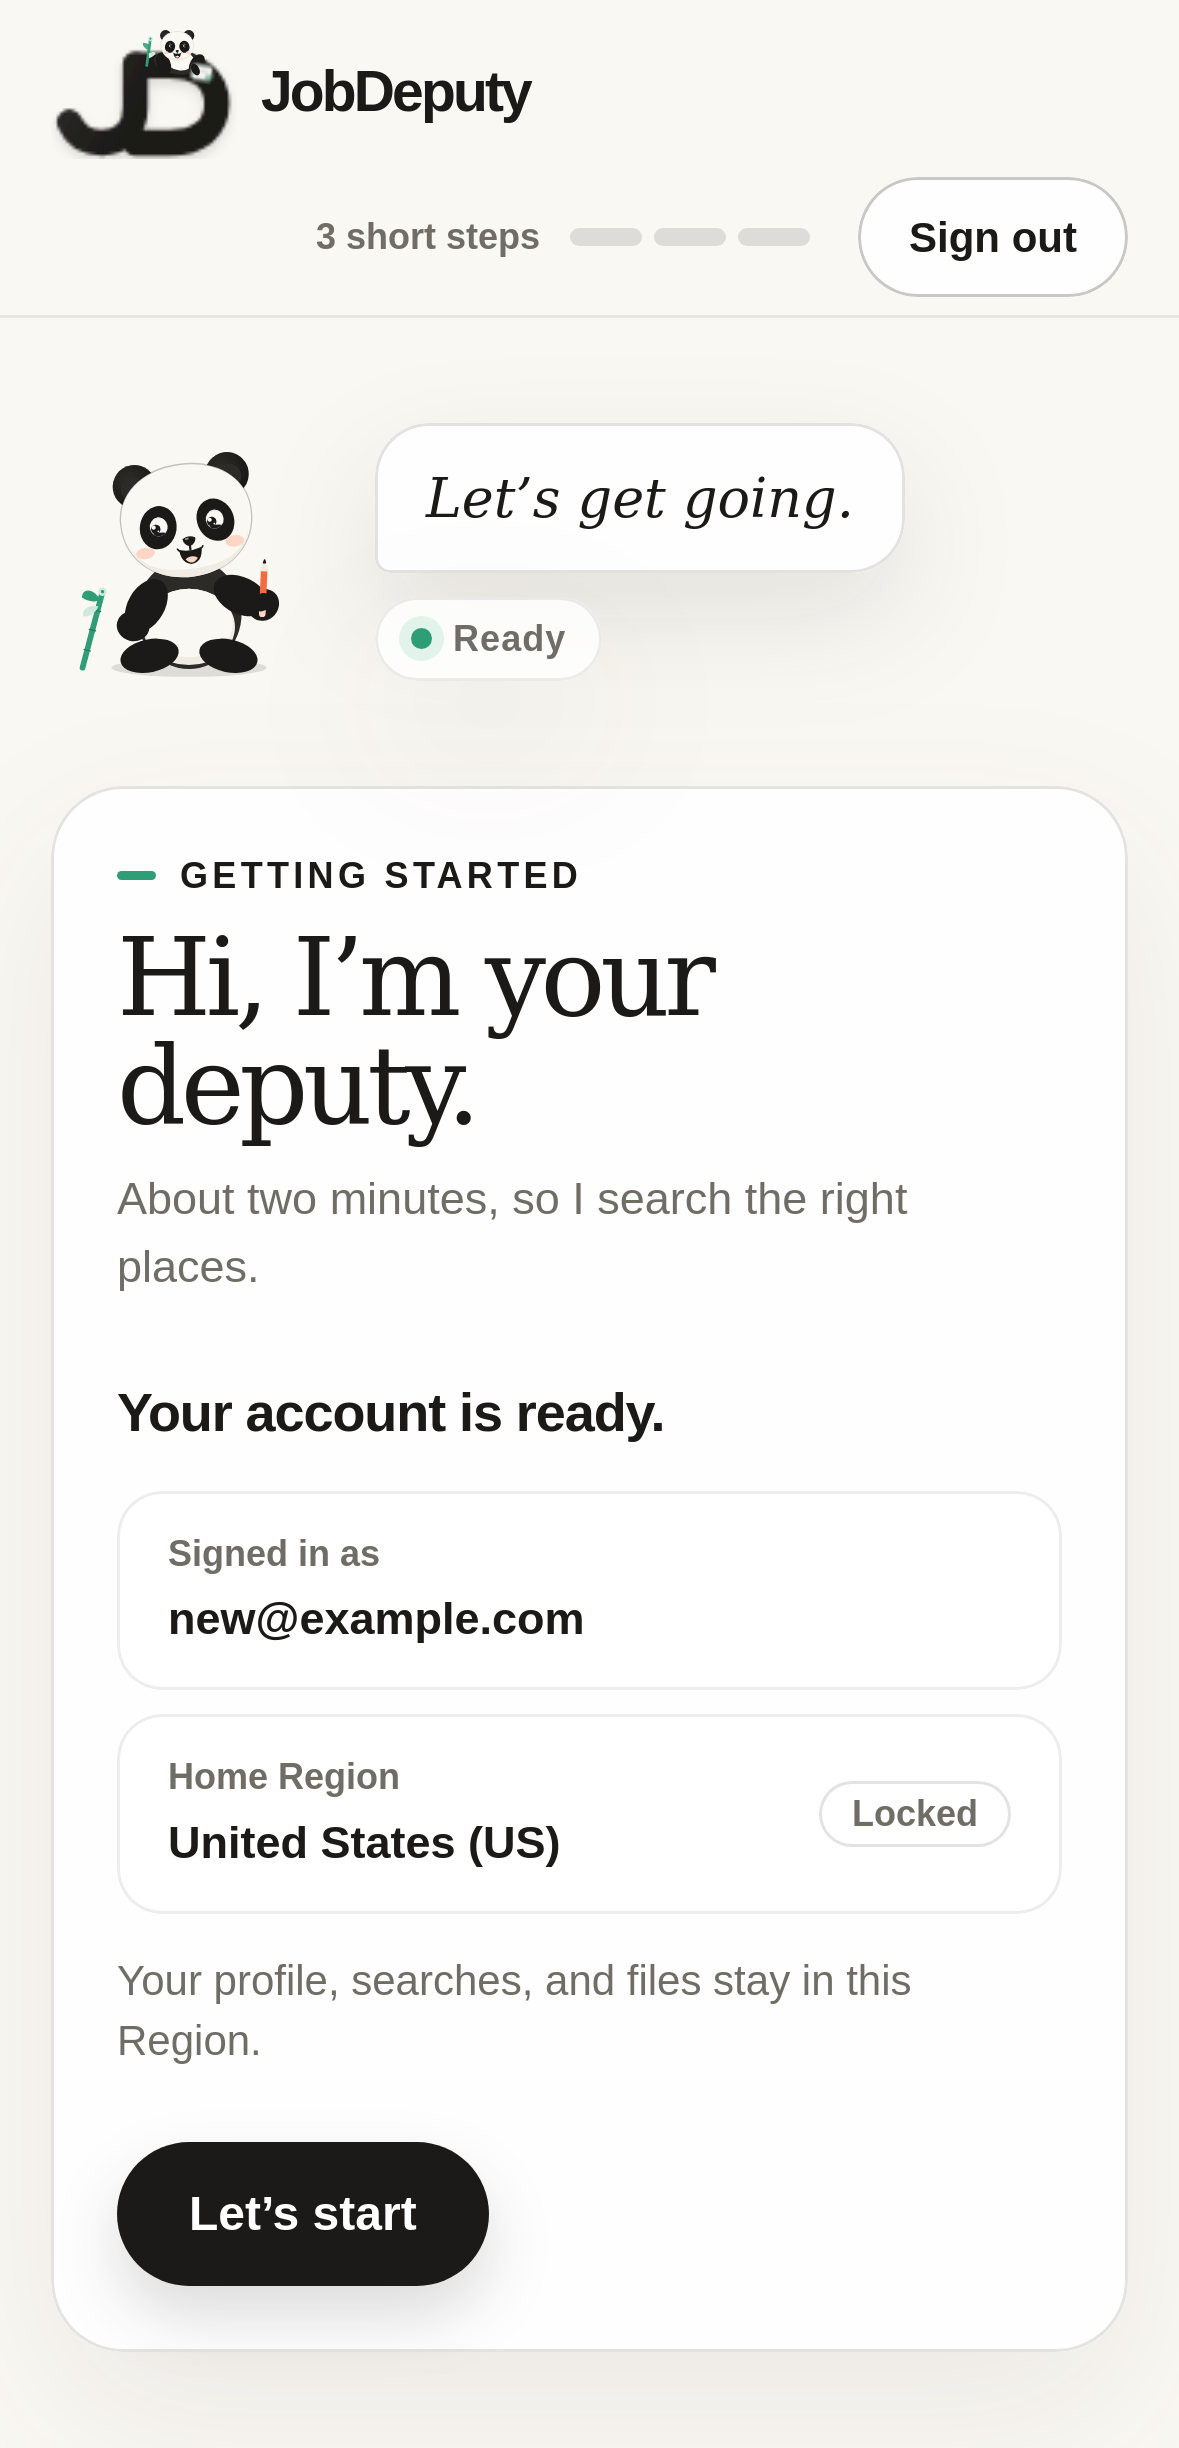 JD JobDeputy
3 short steps
Sign out
Let’s get going.
Ready
GETTING STARTED
Hi, I’m your
deputy.
About two minutes, so I search the right
places.
Your account is ready.
Signed in as
new@example.com
Home Region
United States (US)
Locked
Your profile, searches, and files stay in this
Region.
Let’s start